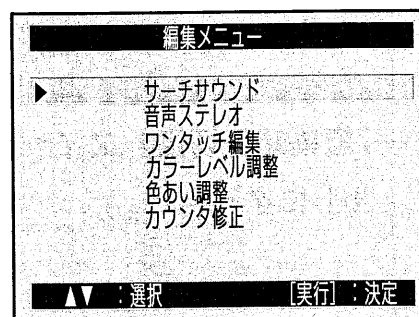 編集メニュー
▶ サーチサウンド
音声ステレオ
ワンタッチ編集
カラーレベル調整
色あい調整
カウンタ修正
▲▼ :選択 [実行] :決定